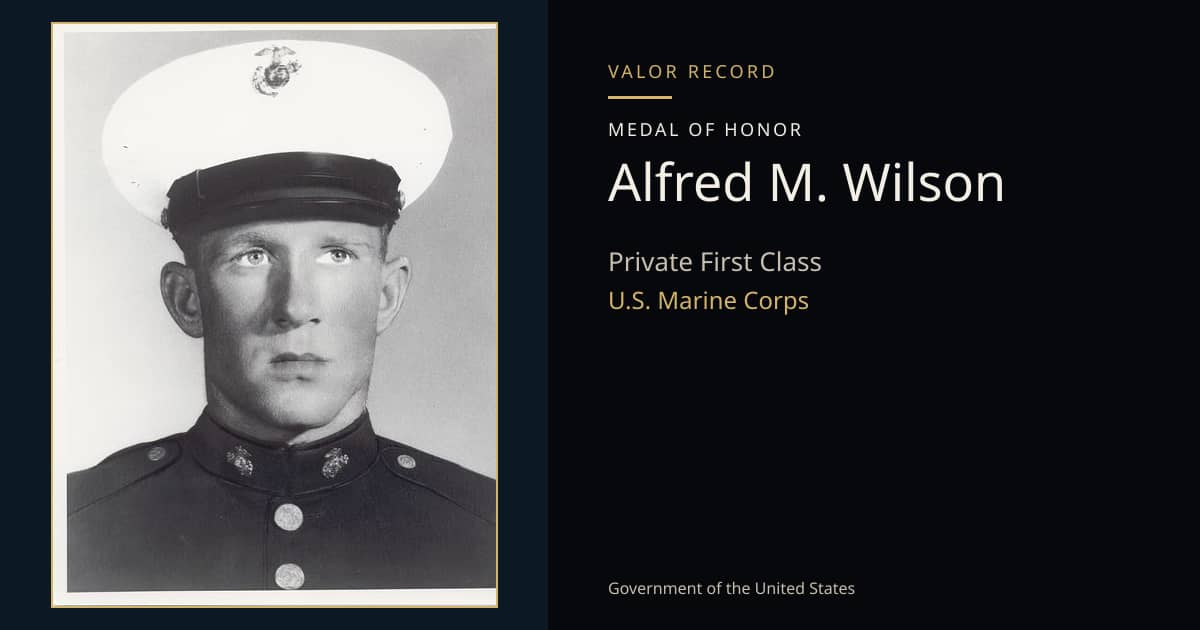 VALOR RECORD
MEDAL OF HONOR
Alfred M. Wilson
Private First Class
U.S. Marine Corps
Government of the United States